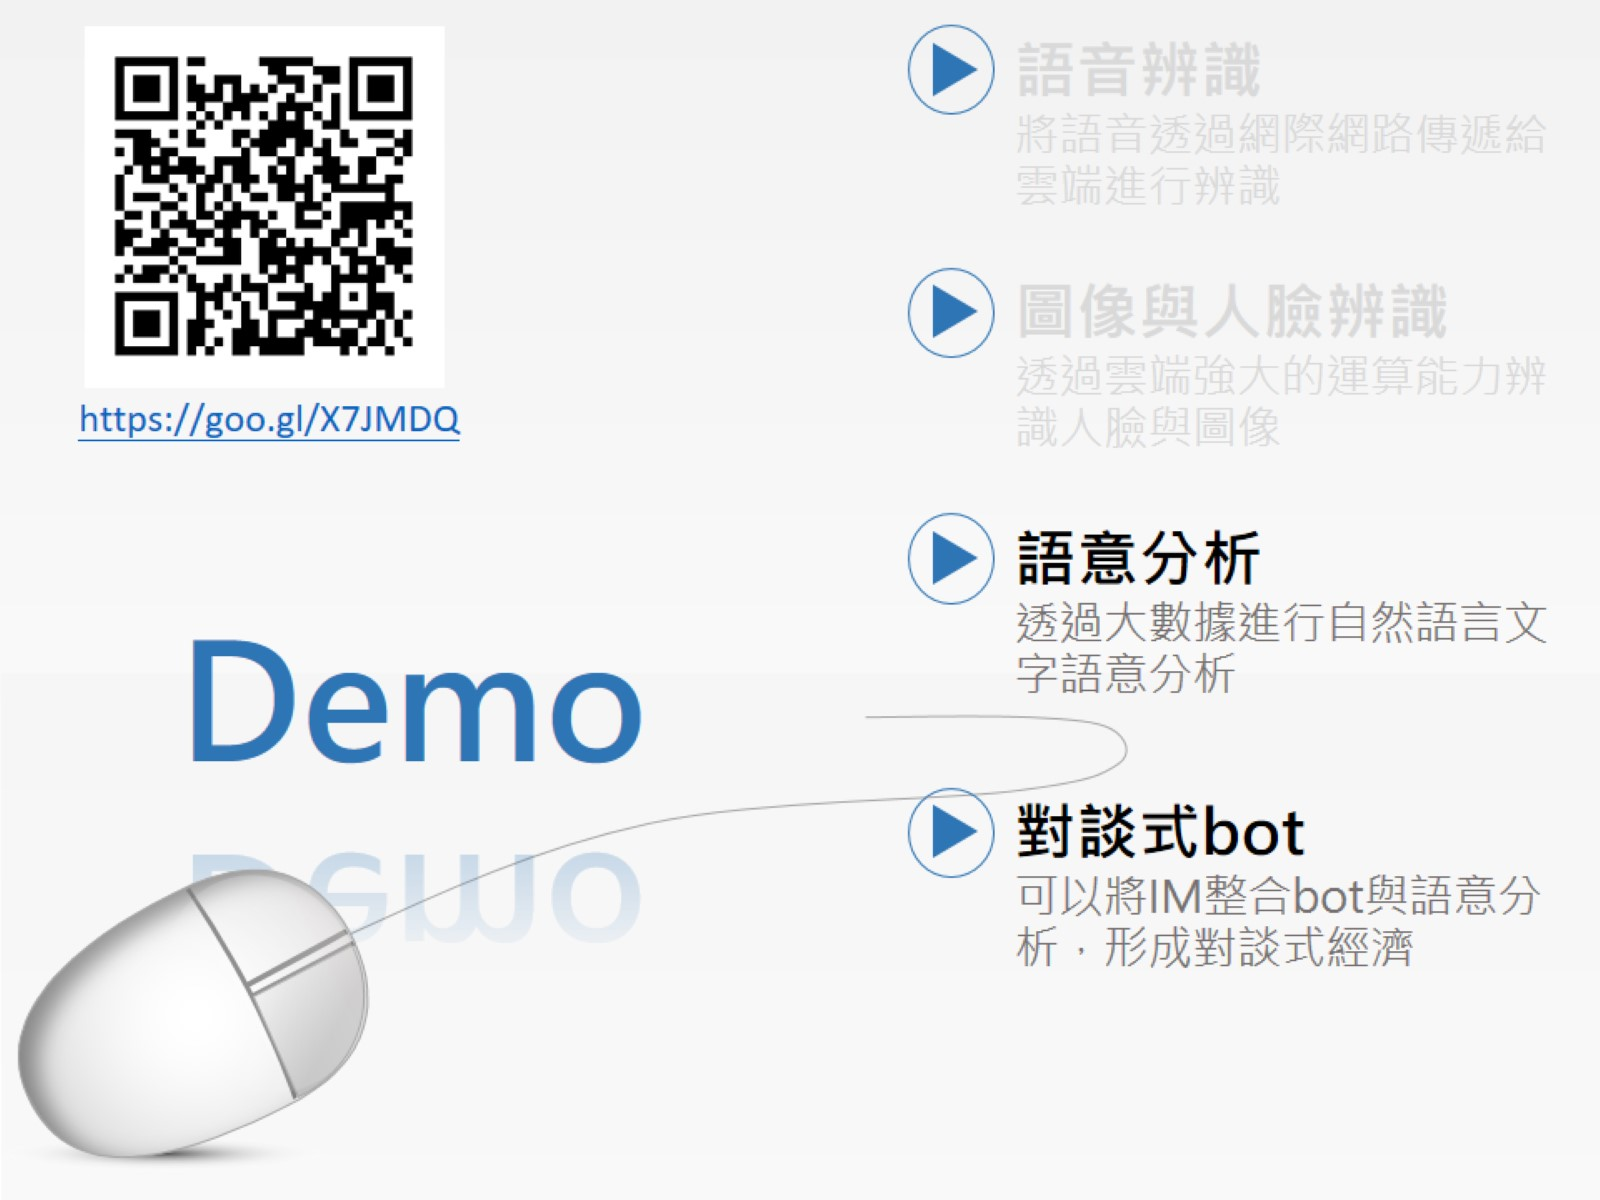 https://goo.gl/X7JMDQ
Demo
語音辨識
將語音透過網際網路傳遞給
雲端進行辨識
圖像與人臉辨識
透過雲端強大的運算能力辨
識人臉與圖像
語意分析
透過大數據進行自然語言文
字語意分析
對談式bot
可以將IM整合bot與語意分
析，形成對談式經濟